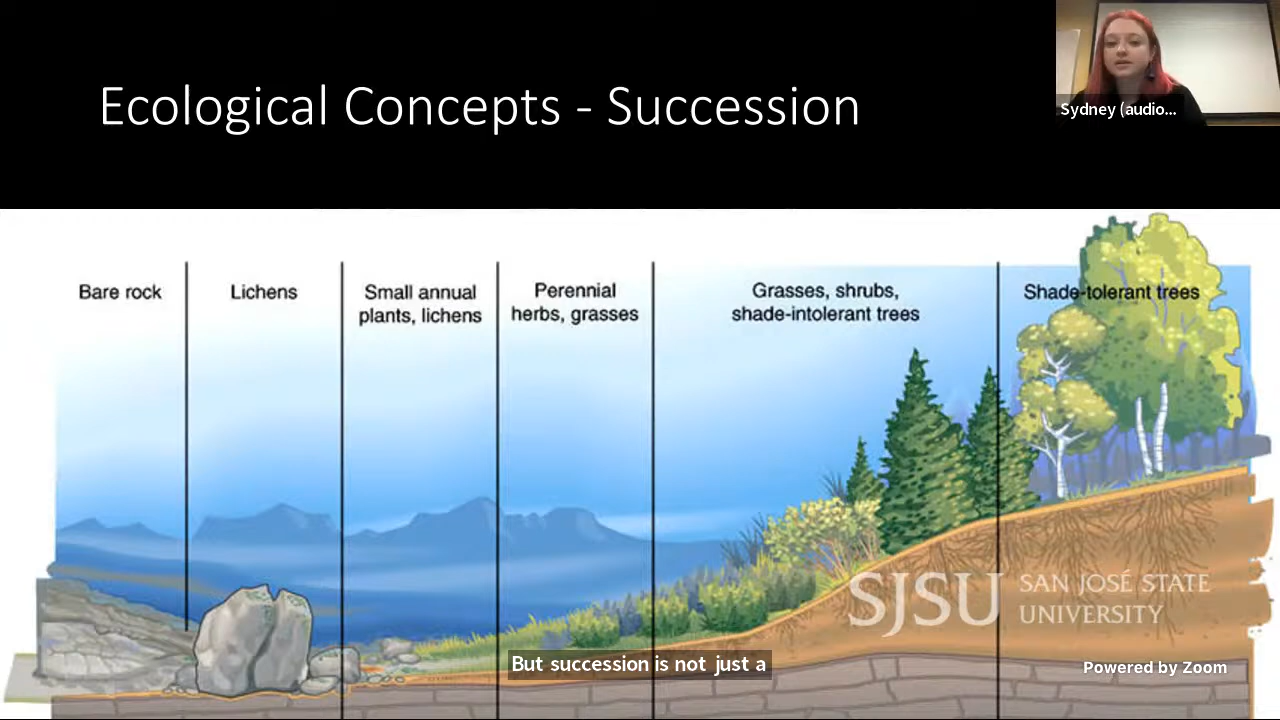 Ecological Concepts - Succession
Sydney (audio...
Bare rock
Lichens
Small annual
plants, lichens
Perennial
herbs, grasses
Grasses, shrubs,
shade-intolerant trees
Shade-tolerant trees
SJSU
SAN JOSÉ STATE
UNIVERSITY
But succession is not just a
Powered by Zoom